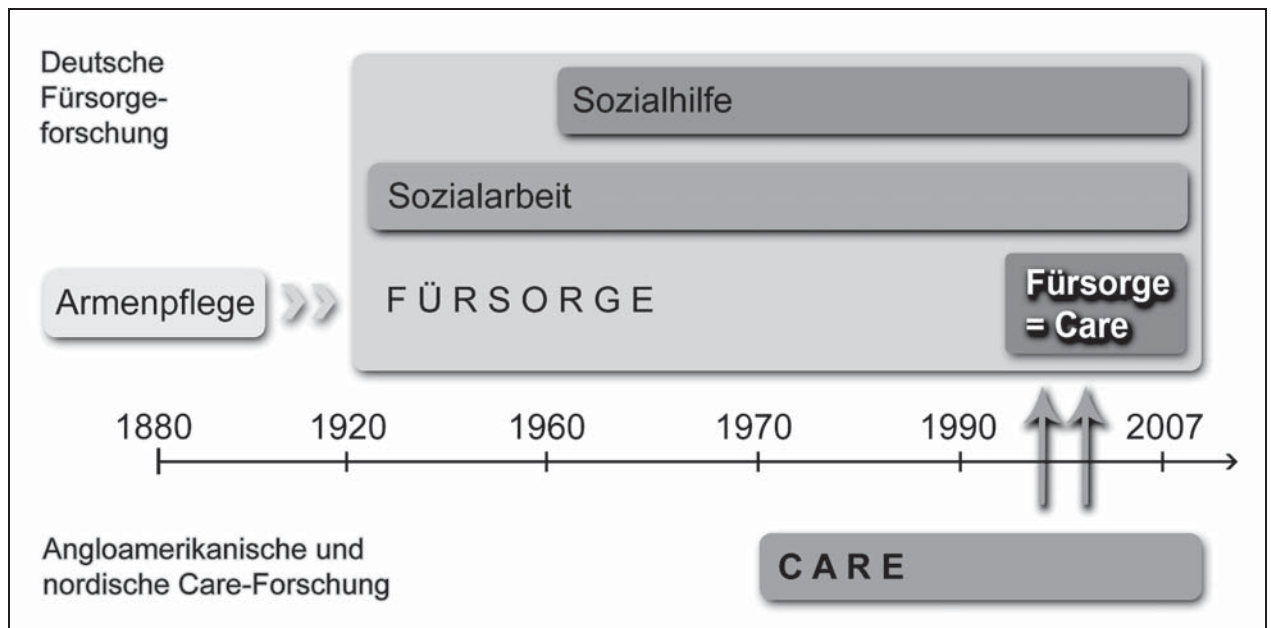 Deutsche
Fürsorge-
forschung
Sozialhilfe
Sozialarbeit
Armenpflege
FÜRSORGE
Fürsorge
= Care
1880 1920 1960 1970 1990 2007
Angloamerikanische und
nordische Care-Forschung
CARE